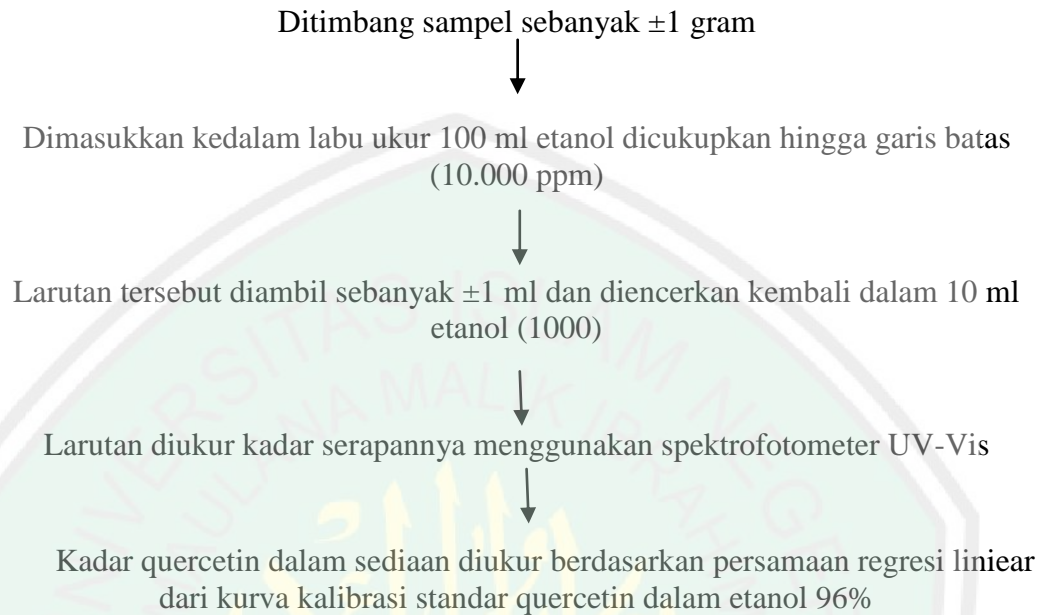 Ditimbang sampel sebanyak ±1 gram
Dimasukkan kedalam labu ukur 100 ml etanol dicukupkan hingga garis batas
(10.000 ppm)
Larutan tersebut diambil sebanyak ±1 ml dan diencerkan kembali dalam 10 ml
etanol (1000)
Larutan diukur kadar serapannya menggunakan spektrofotometer UV-Vis
Kadar quercetin dalam sediaan diukur berdasarkan persamaan regresi liniear
dari kurva kalibrasi standar quercetin dalam etanol 96%